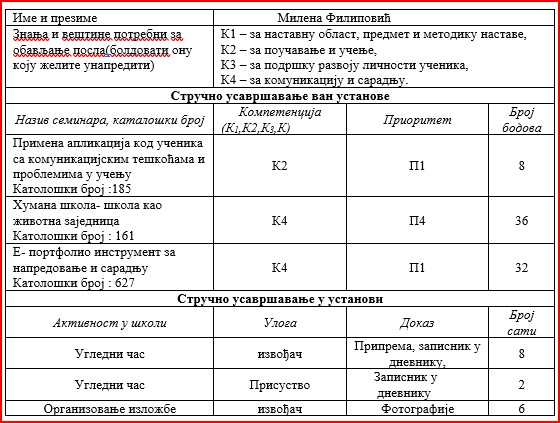 Име и презиме Милена Филиповић
Знања и вештине потребни за К1 – за наставну област, предмет и методику наставе,
обављање посла(болдовати ону К2 – за поучавање и учење,
коју желите унапредити) К3 – за подршку развоју личности ученика,
К4 – за комуникацију и сарадњу.
Стручно усавршавање ван установе
Назив семинара, каталошки број Компетенција (К1,К2,К3,К) Приоритет Број бодова
Примена апликација код ученика
са комуникацијским тешкоћама и
проблемима у учењу К2 П1 8
Католошки број :185
Хумана школа- школа као
животна заједница К4 П4 36
Католошки број : 161
Е- портфолио инструмент за
напредовање и сарадњу К4 П1 32
Католошки број : 627
Стручно усавршавање у установи
Активност у школи Улога Доказ Број сати
Угледни час извођач Припрема, записник у дневнику, 8
Угледни час Присуство Записник у дневнику 2
Организовање изложбе извођач Фотографије 6